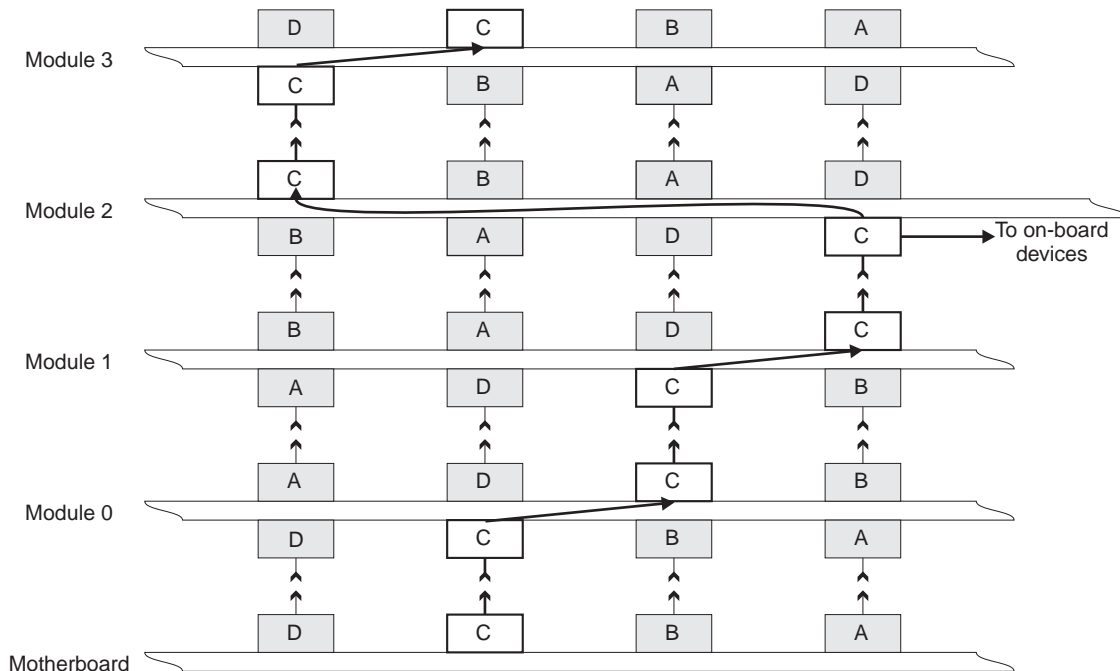 D C B A
Module 3
C B A D
C B A D
Module 2
B A D C
To on-board
devices
B A D C
Module 1
A D C B
A D C B
Module 0
D C B A
D C B A
Motherboard